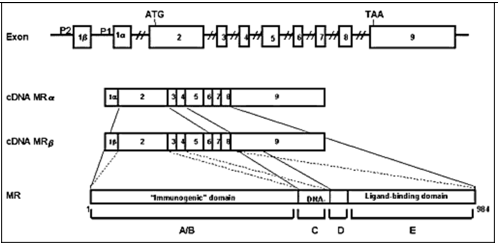 ATG TAA
P2 P1
Exon 1β 1α 2 3 4 5 6 7 8 9
cDNA MRα 1α 2 3 4 5 6 7 8 9
cDNA MRβ 1β 2 3 4 5 6 7 8 9
MR "Immunogenic" domain DNA- Ligand-binding domain
1 984
A/B C D E